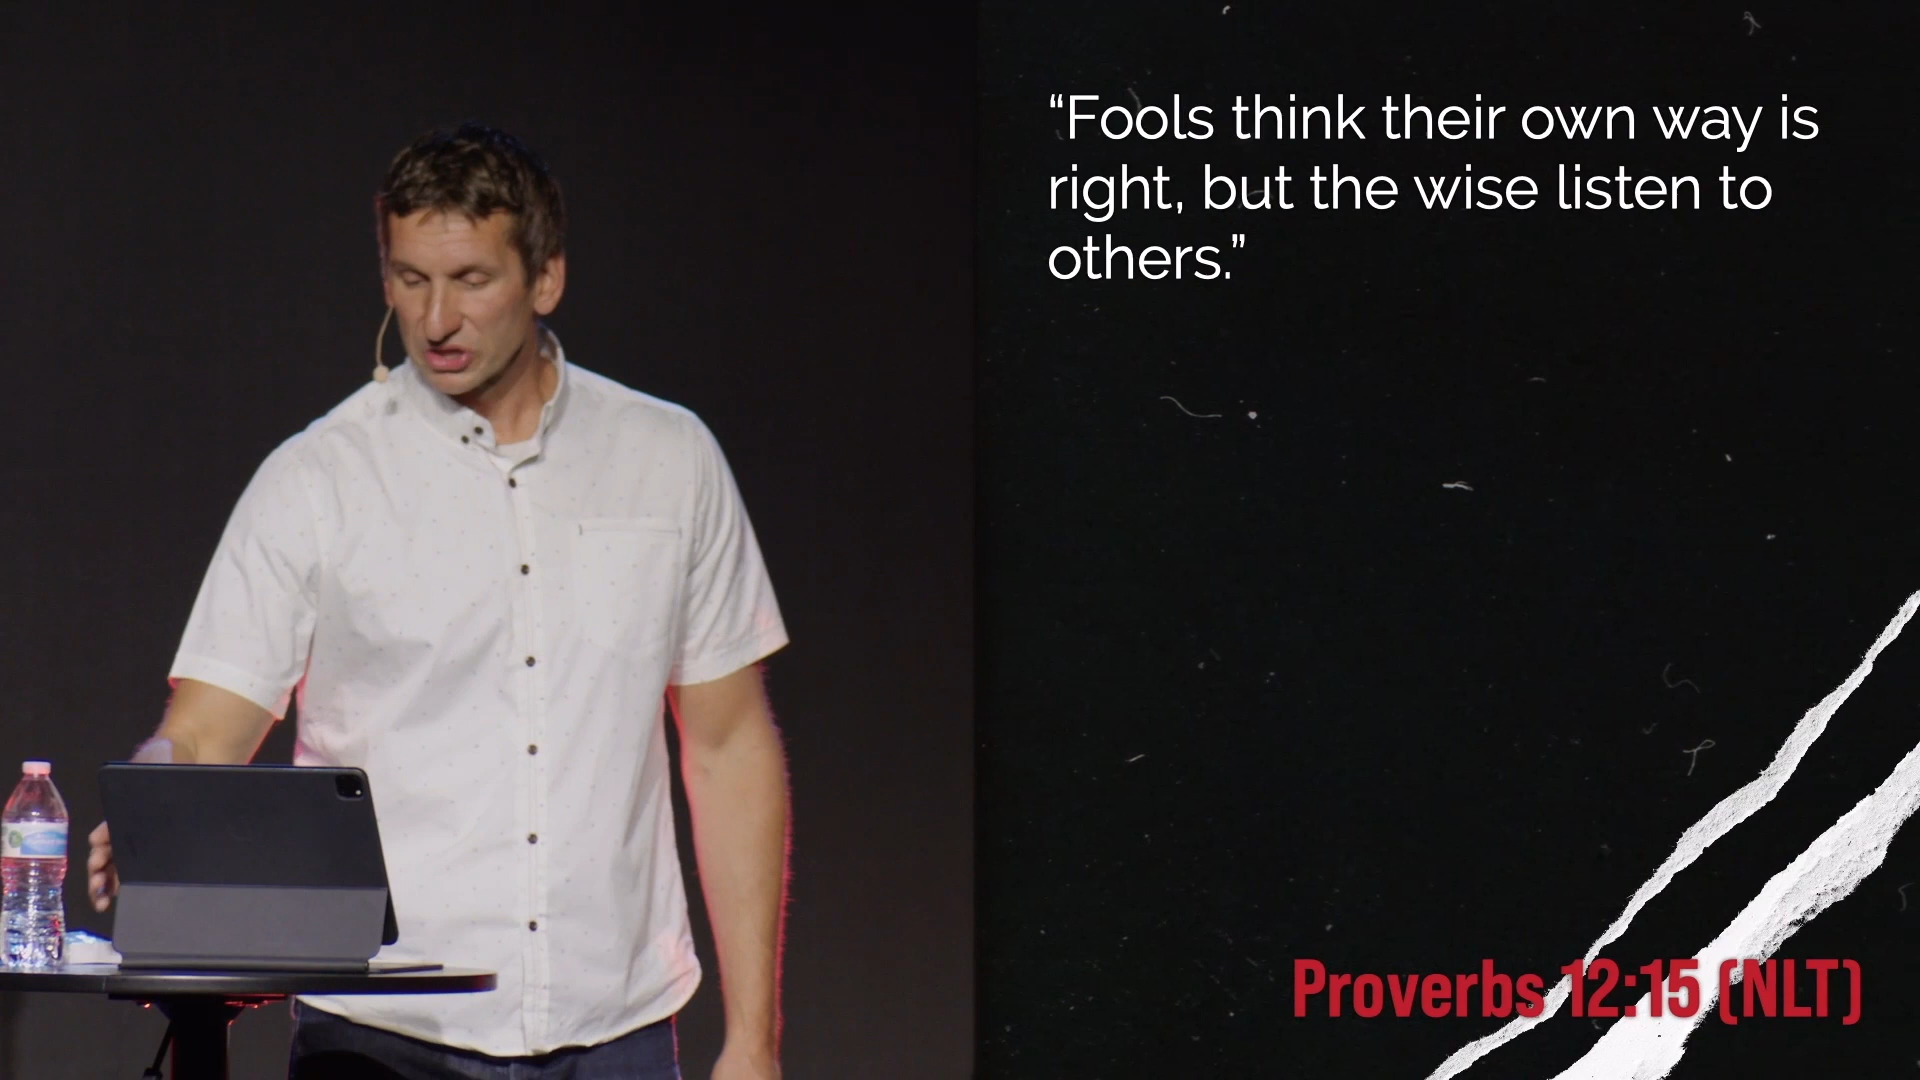 “Fools think their own way is
right, but the wise listen to
others.”
Proverbs 12:15 (NLT)